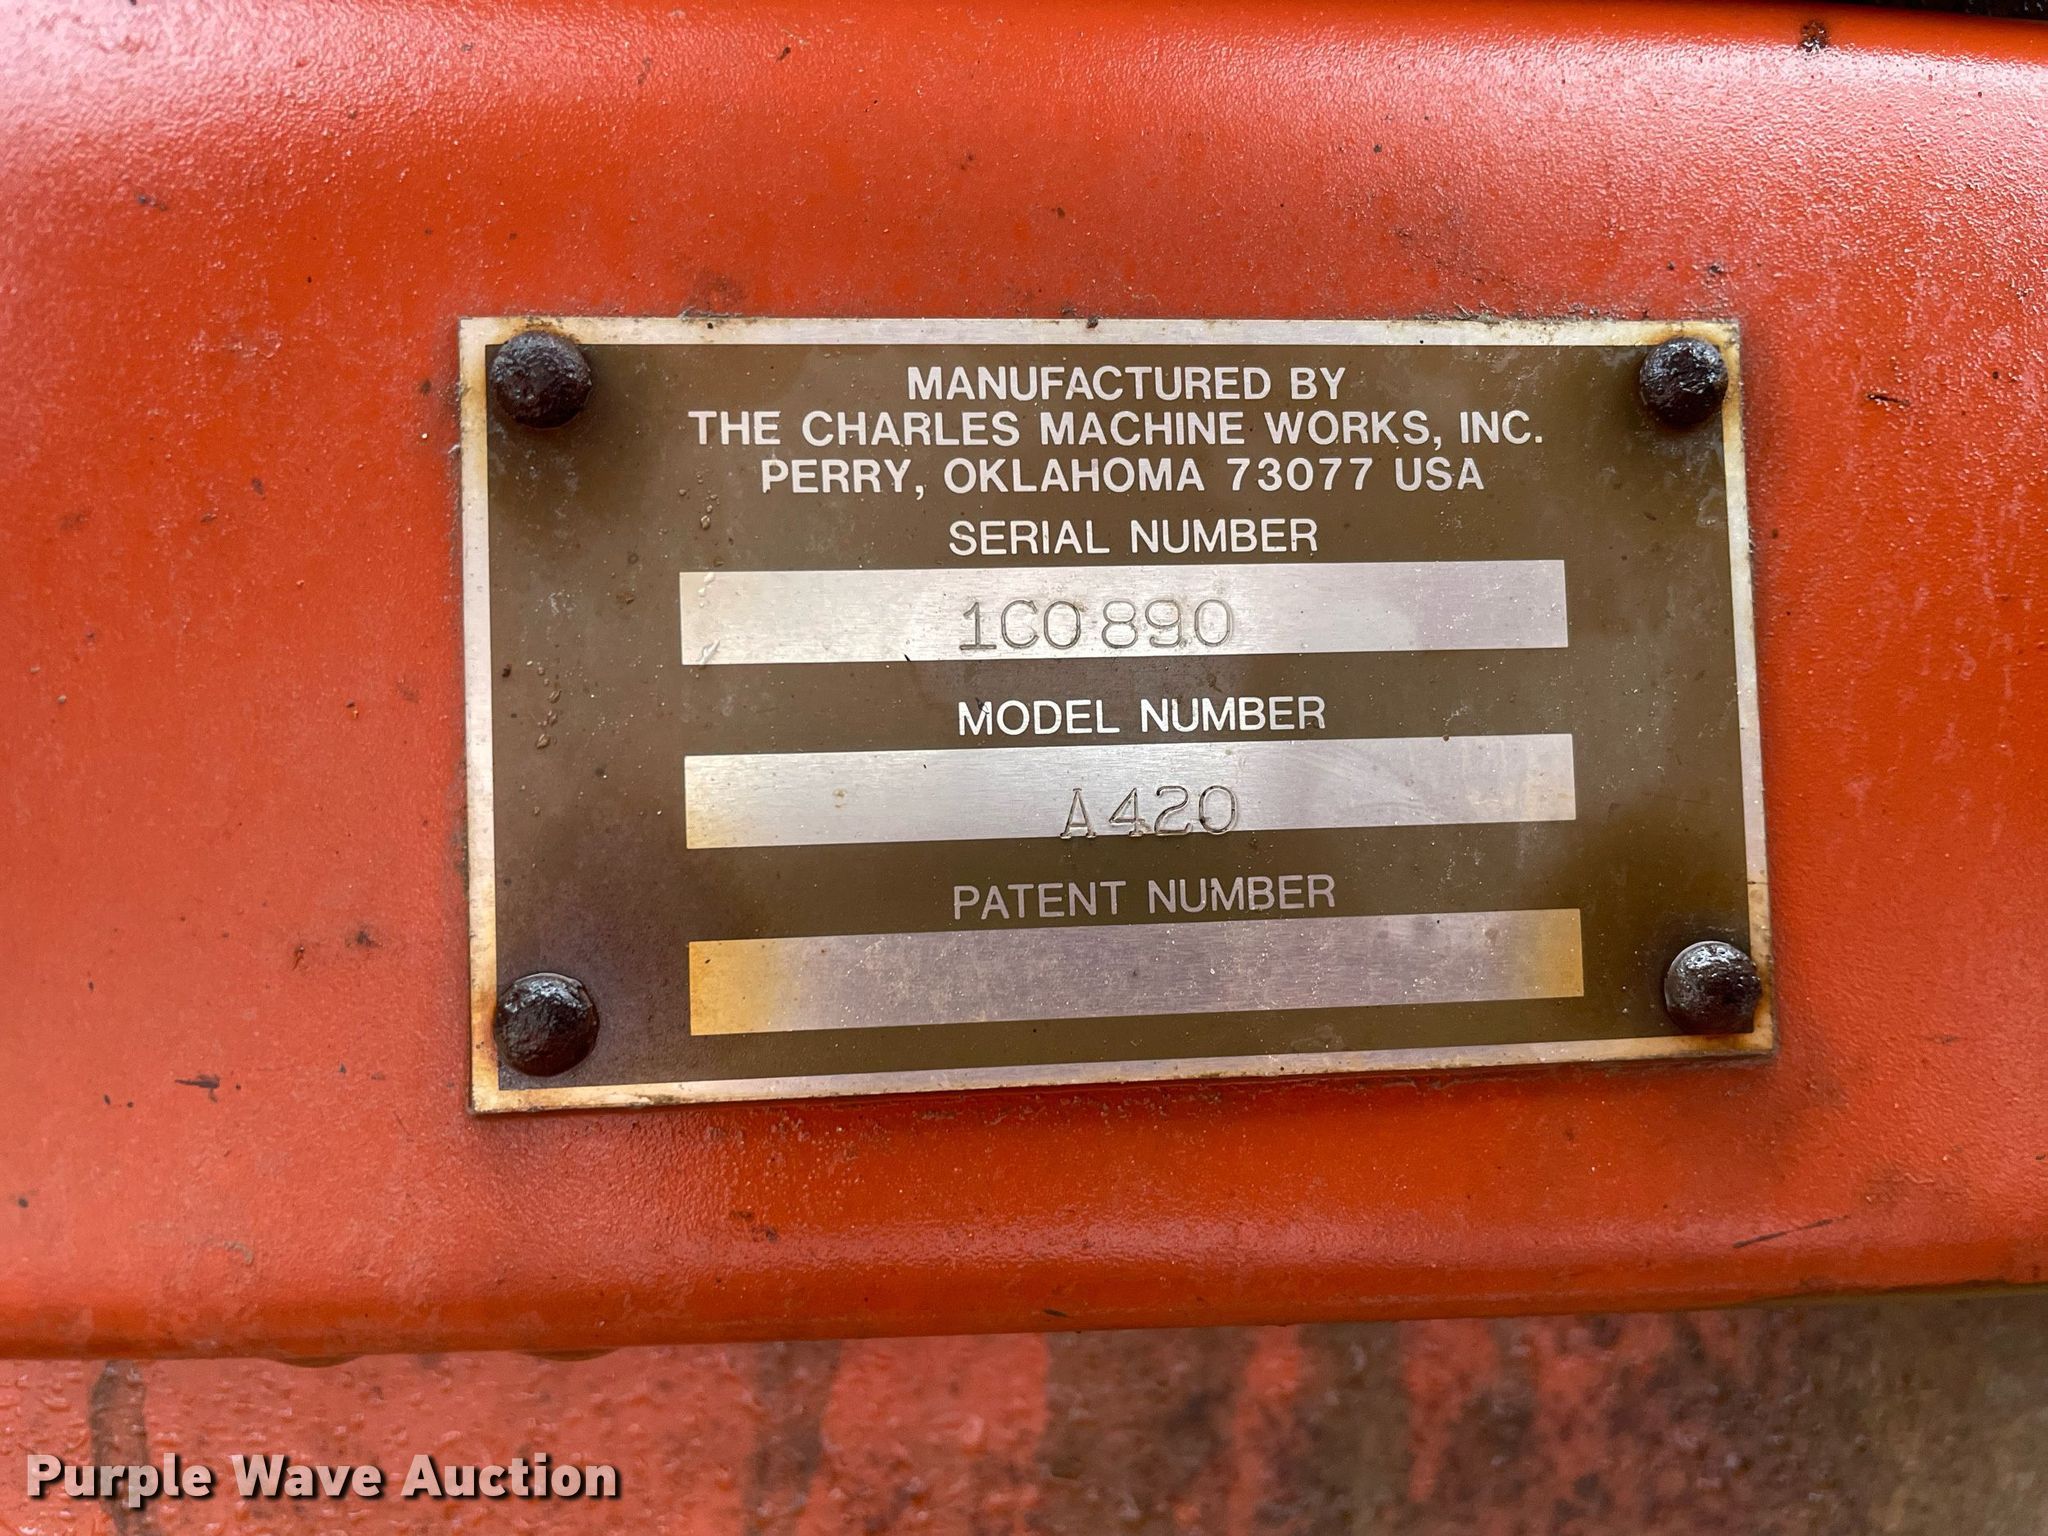 MANUFACTURED BY
THE CHARLES MACHINE WORKS, INC.
PERRY, OKLAHOMA 73077 USA
SERIAL NUMBER
1C0890
MODEL NUMBER
A420
PATENT NUMBER
Purple Wave Auction